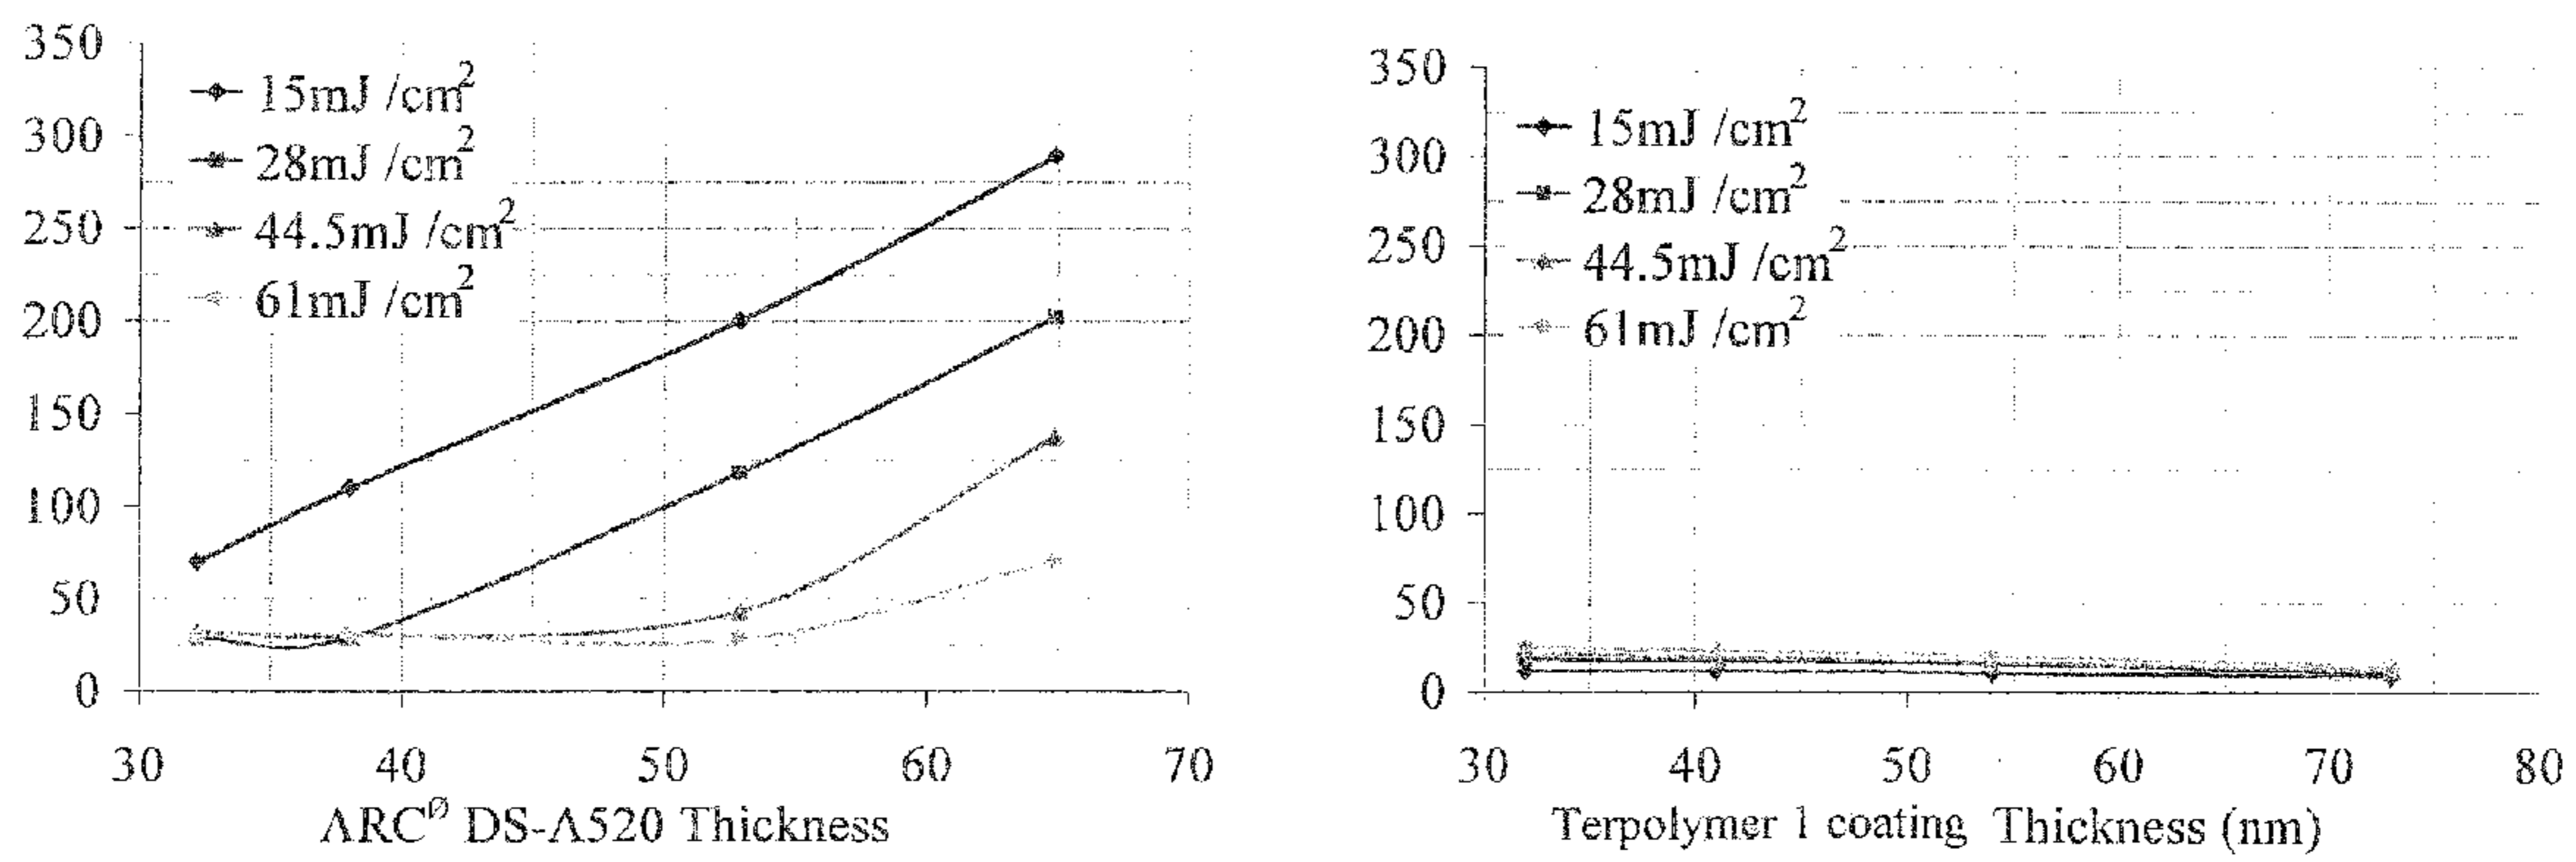 350
300
250
200
150
100
50
0
15mJ /cm²
28mJ /cm²
44.5mJ /cm²
61mJ /cm²
30 40 50 60 70
ARC^Ø DS-A520 Thickness
350
300
250
200
150
100
50
0
15mJ /cm²
28mJ /cm²
44.5mJ /cm²
61mJ /cm²
30 40 50 60 70 80
Terpolymer 1 coating Thickness (nm)